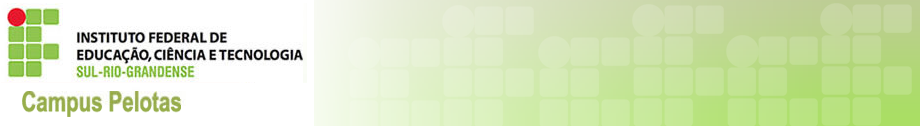 INSTITUTO FEDERAL DE
EDUCAÇÃO, CIÊNCIA E TECNOLOGIA
SUL-RIO-GRANDENSE
Campus Pelotas